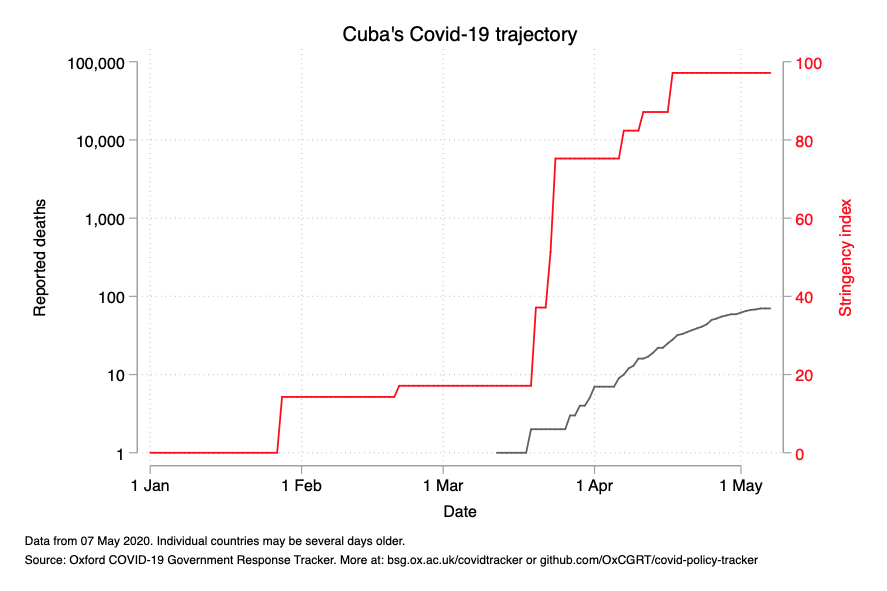 Cuba's Covid-19 trajectory
100,000
10,000
1,000
100
10
1
Reported deaths
100
80
60
40
20
0
Stringency index
1 Jan
1 Feb
1 Mar
1 Apr
1 May
Date
Data from 07 May 2020. Individual countries may be several days older.
Source: Oxford COVID-19 Government Response Tracker. More at: bsg.ox.ac.uk/covidtracker or github.com/OxCGRT/covid-policy-tracker